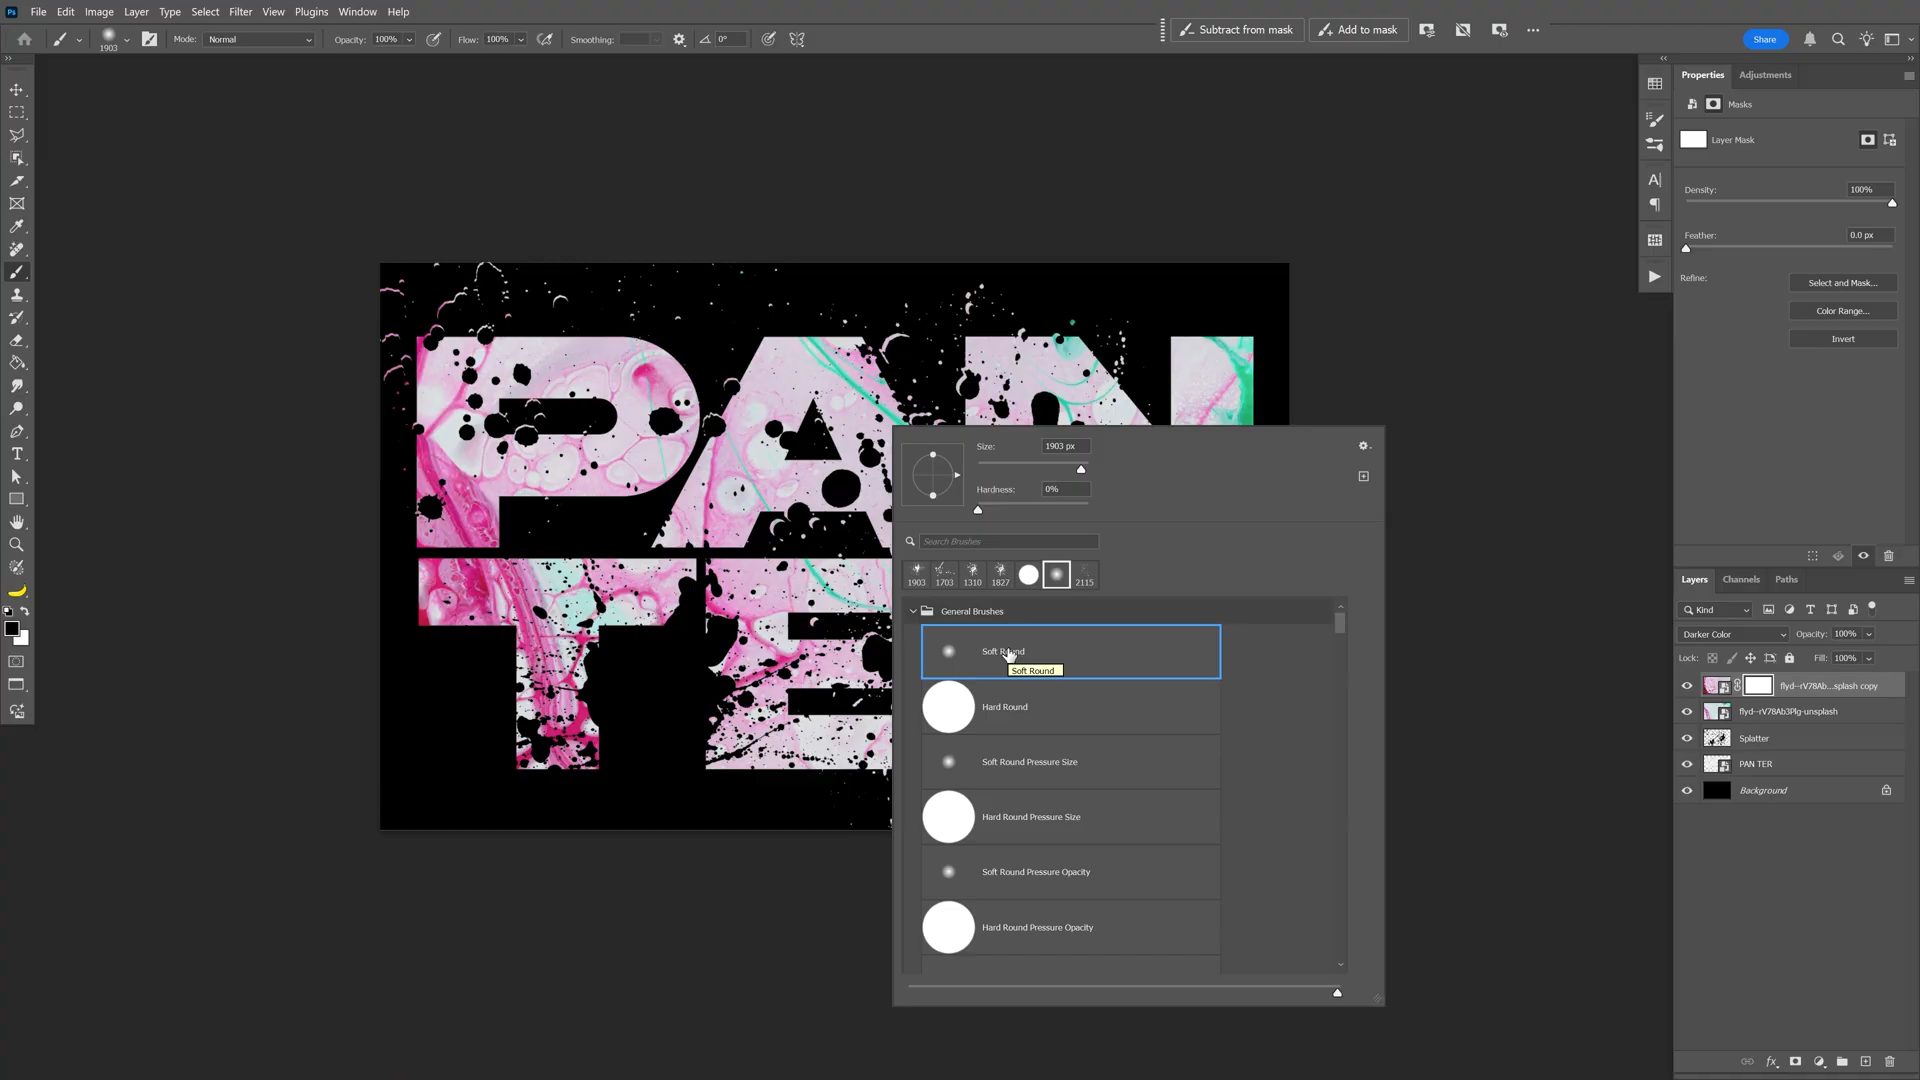 Ps File Edit Image Layer Type Select Filter View Plugins Window Help
1903 Mode: Normal Opacity: 100% Flow: 100% Smoothing: 0° Subtract from mask Add to mask Share
Properties Adjustments
Masks
Layer Mask
Density: 100%
Feather: 0.0 px
Refine: Select and Mask...
Color Range...
Invert
PAN
TE
Size: 1903 px
Hardness: 0%
Search Brushes
1903 1703 1310 1827 2115
General Brushes
Soft Round
Soft Round
Hard Round
Soft Round Pressure Size
Hard Round Pressure Size
Soft Round Pressure Opacity
Hard Round Pressure Opacity
Layers Channels Paths
Kind
Darker Color Opacity: 100%
Lock: Fill: 100%
flyd--rV78Ab...splash copy
flyd--rV78Ab3Plg-unsplash
Splatter
PAN TER
Background
fx